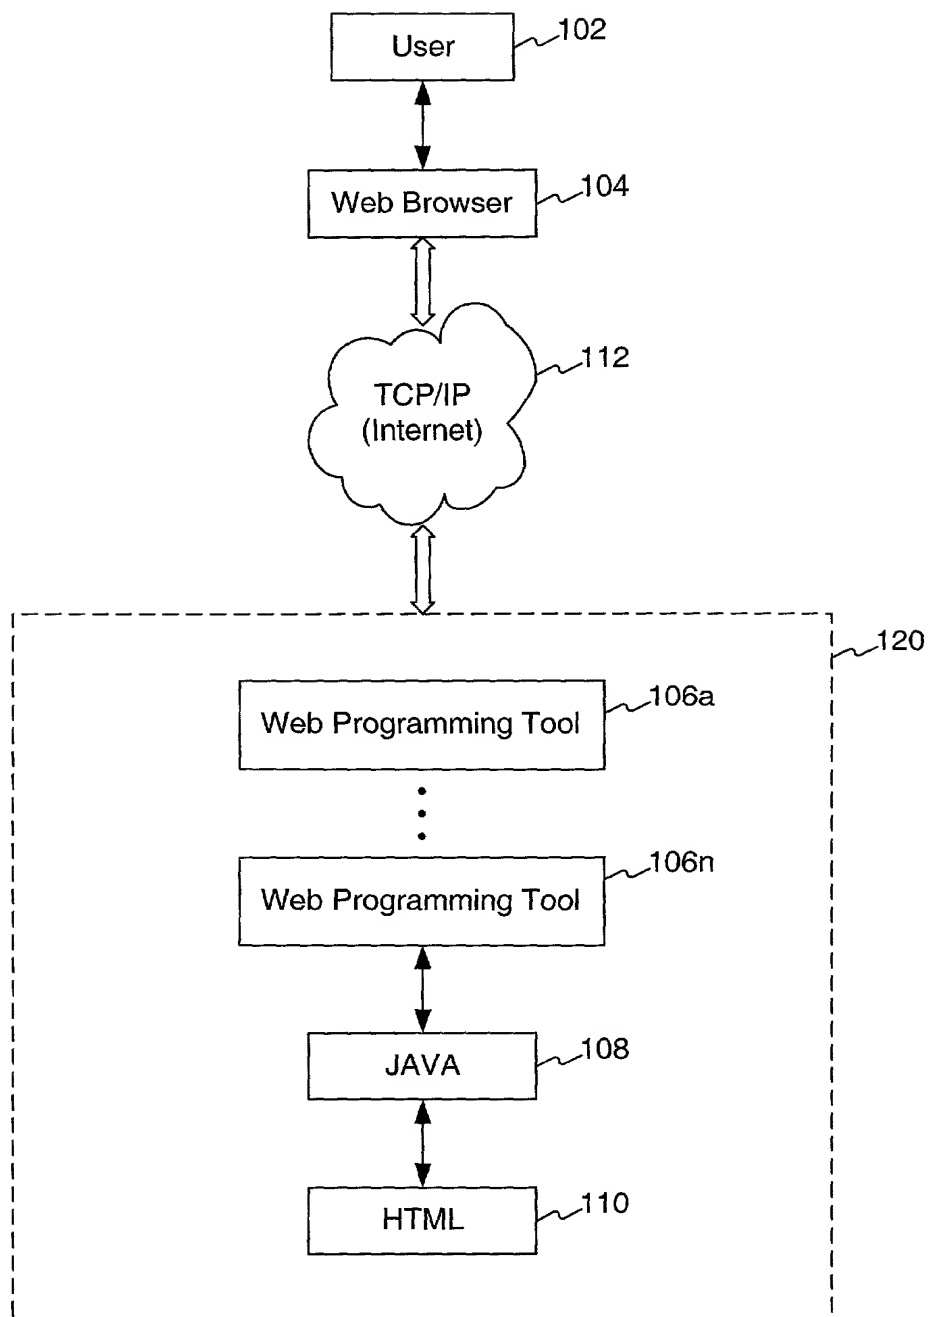 User
102
Web Browser
104
TCP/IP
(Internet)
112
120
Web Programming Tool
106a
Web Programming Tool
106n
JAVA
108
HTML
110